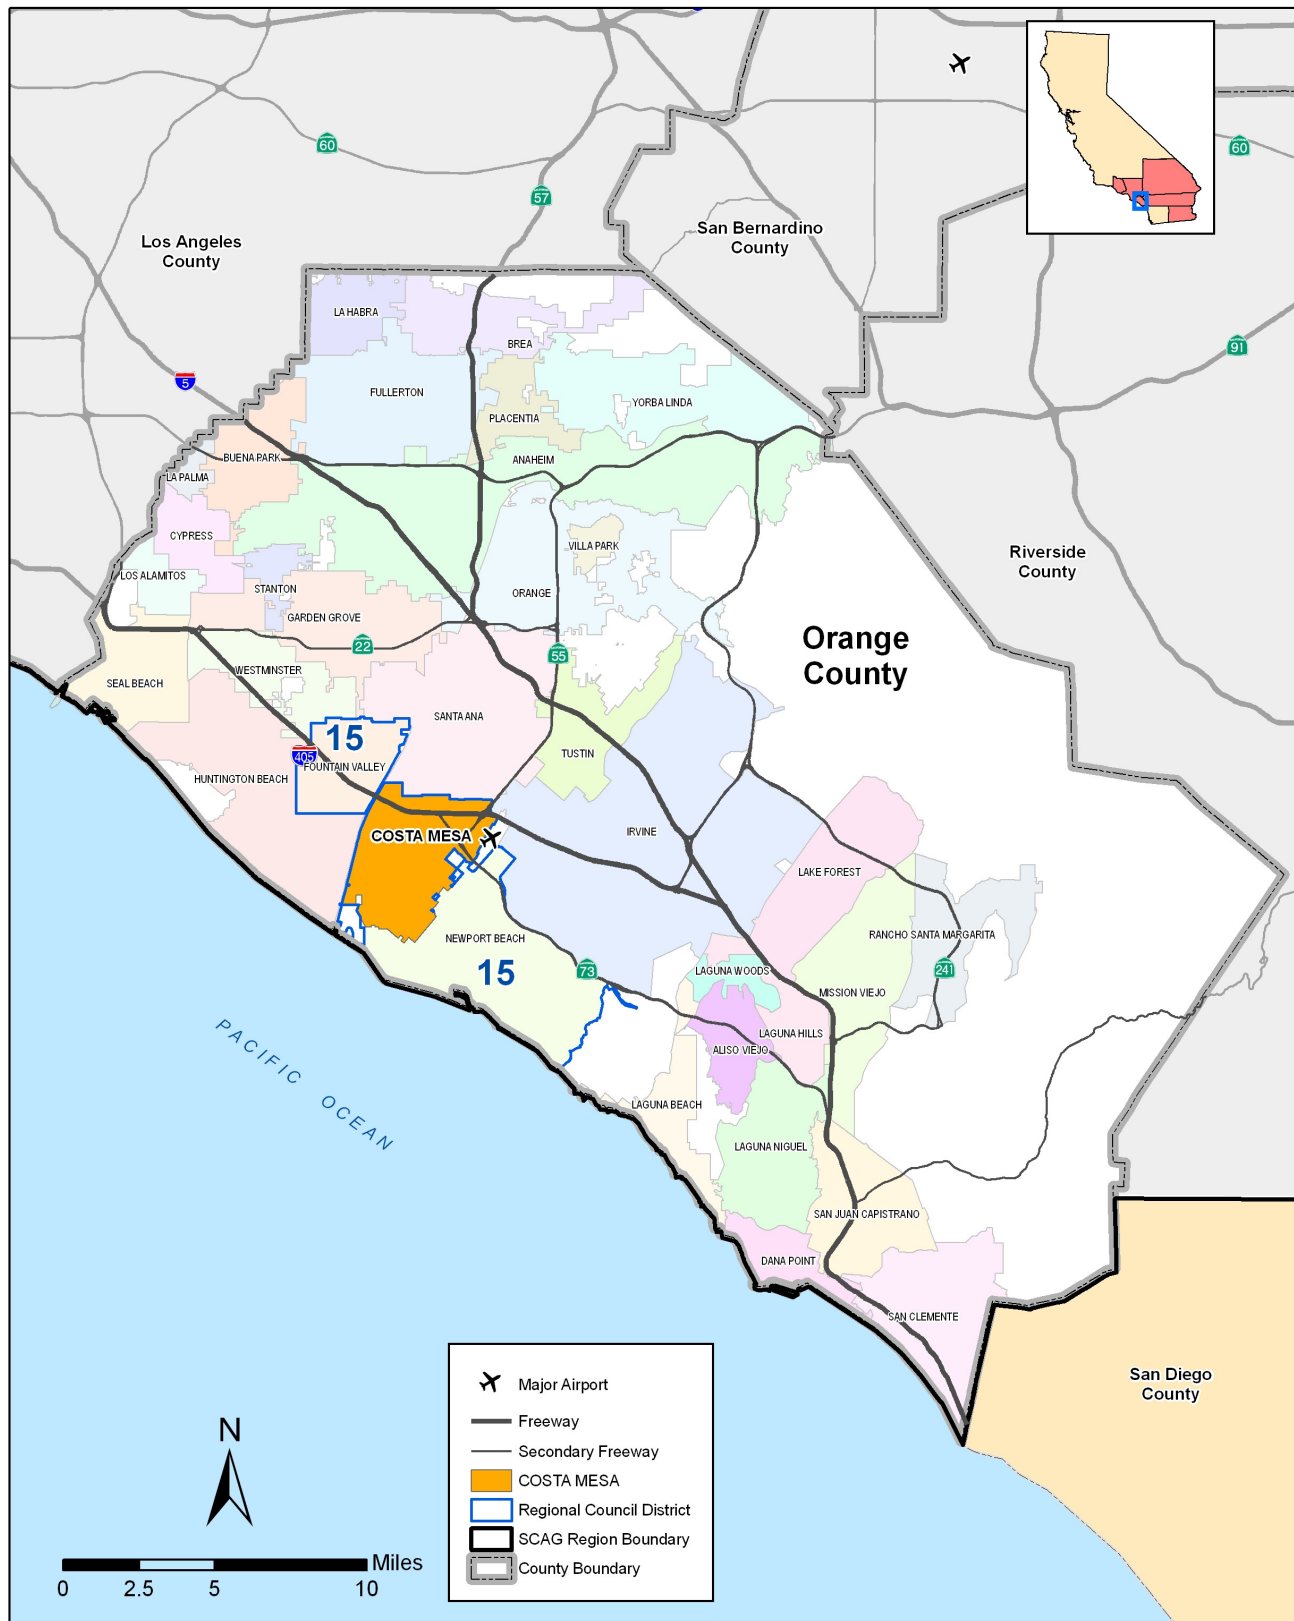 60
57
60
San Bernardino
County
Los Angeles
County
LA HABRA
BREA
91
5
FULLERTON
YORBA LINDA
PLACENTIA
BUENA PARK
ANAHEIM
LA PALMA
CYPRESS
VILLA PARK
Riverside
County
LOS ALAMITOS
STANTON
ORANGE
GARDEN GROVE
22
55
Orange
County
WESTMINSTER
SEAL BEACH
SANTA ANA
15
405
TUSTIN
FOUNTAIN VALLEY
HUNTINGTON BEACH
COSTA MESA
IRVINE
LAKE FOREST
RANCHO SANTA MARGARITA
NEWPORT BEACH
15
73
LAGUNA WOODS
241
MISSION VIEJO
PACIFIC OCEAN
LAGUNA HILLS
ALISO VIEJO
LAGUNA BEACH
LAGUNA NIGUEL
SAN JUAN CAPISTRANO
DANA POINT
SAN CLEMENTE
San Diego
County
Major Airport
Freeway
Secondary Freeway
COSTA MESA
Regional Council District
SCAG Region Boundary
County Boundary
N
Miles
0 2.5 5 10